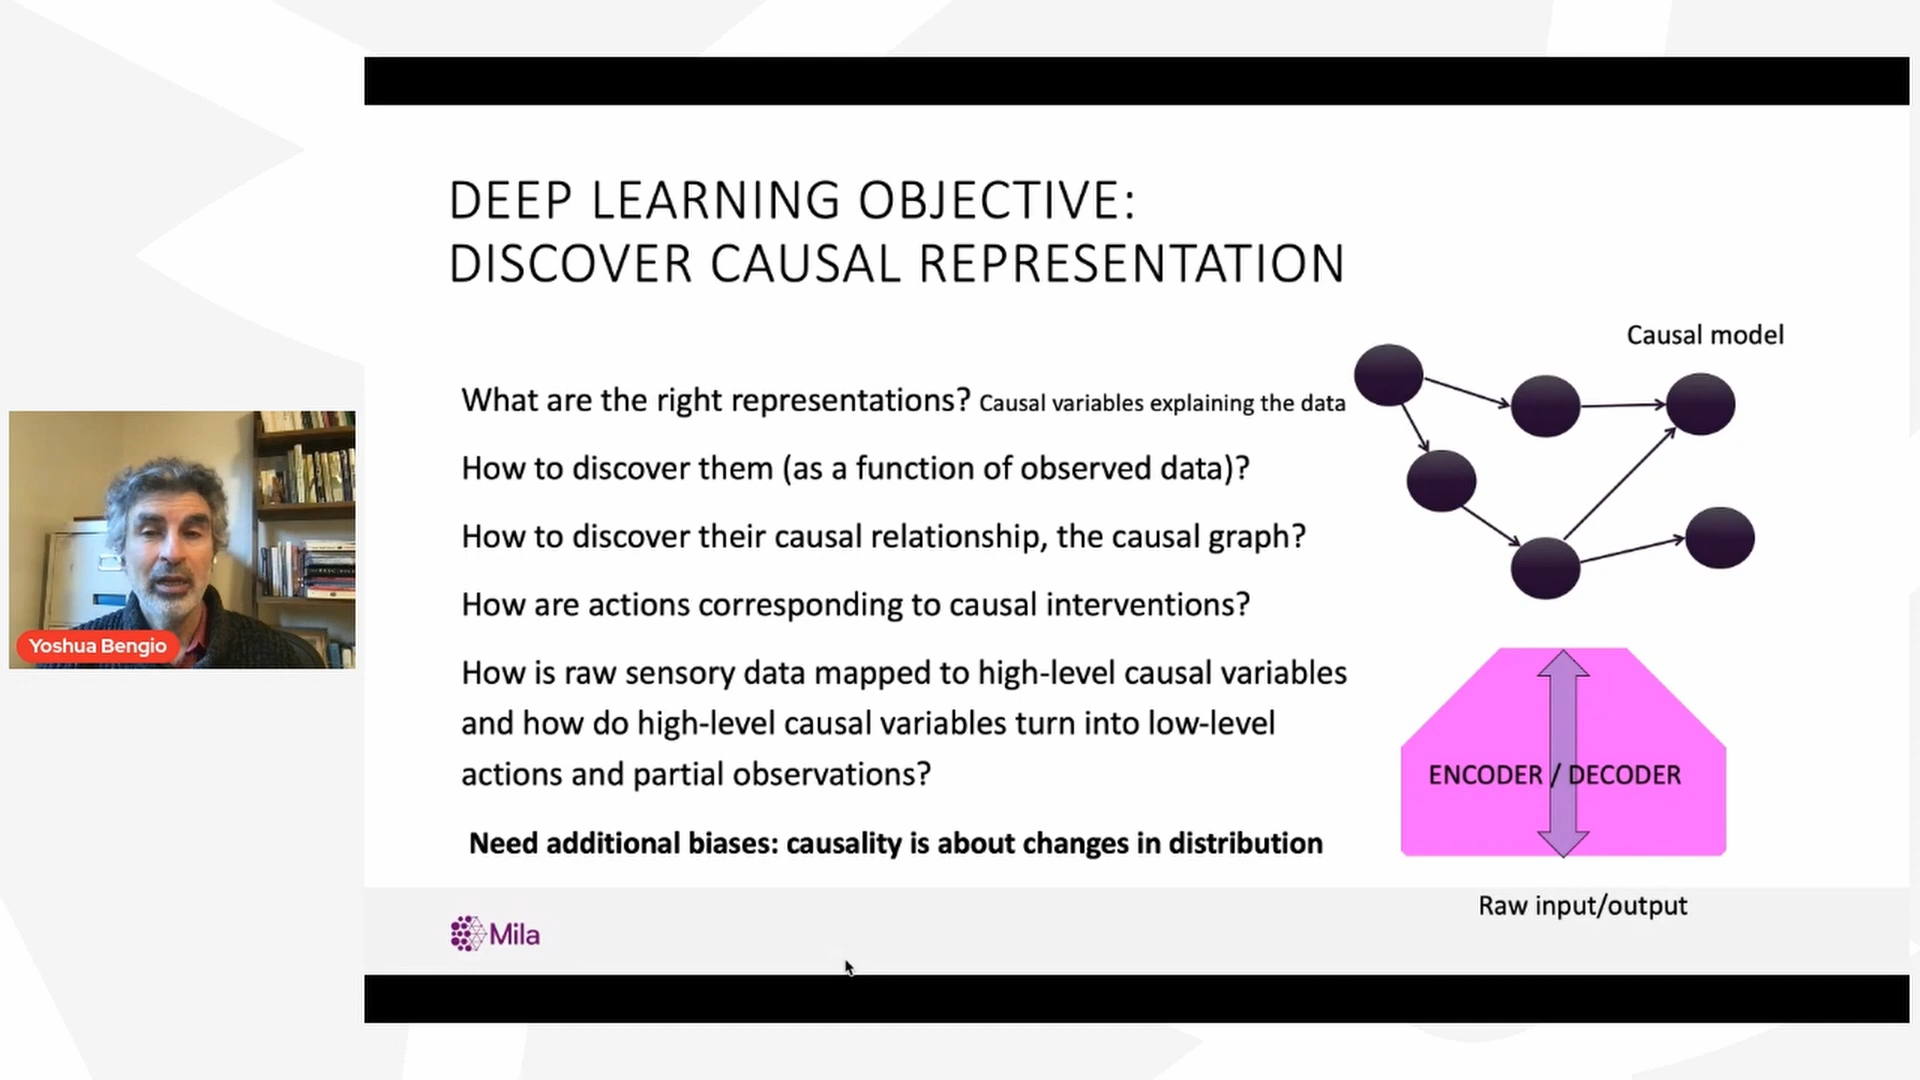 DEEP LEARNING OBJECTIVE:
DISCOVER CAUSAL REPRESENTATION
Causal model
What are the right representations? Causal variables explaining the data
How to discover them (as a function of observed data)?
How to discover their causal relationship, the causal graph?
How are actions corresponding to causal interventions?
How is raw sensory data mapped to high-level causal variables
and how do high-level causal variables turn into low-level
actions and partial observations?
Need additional biases: causality is about changes in distribution
ENCODER / DECODER
Raw input/output
Mila
Yoshua Bengio